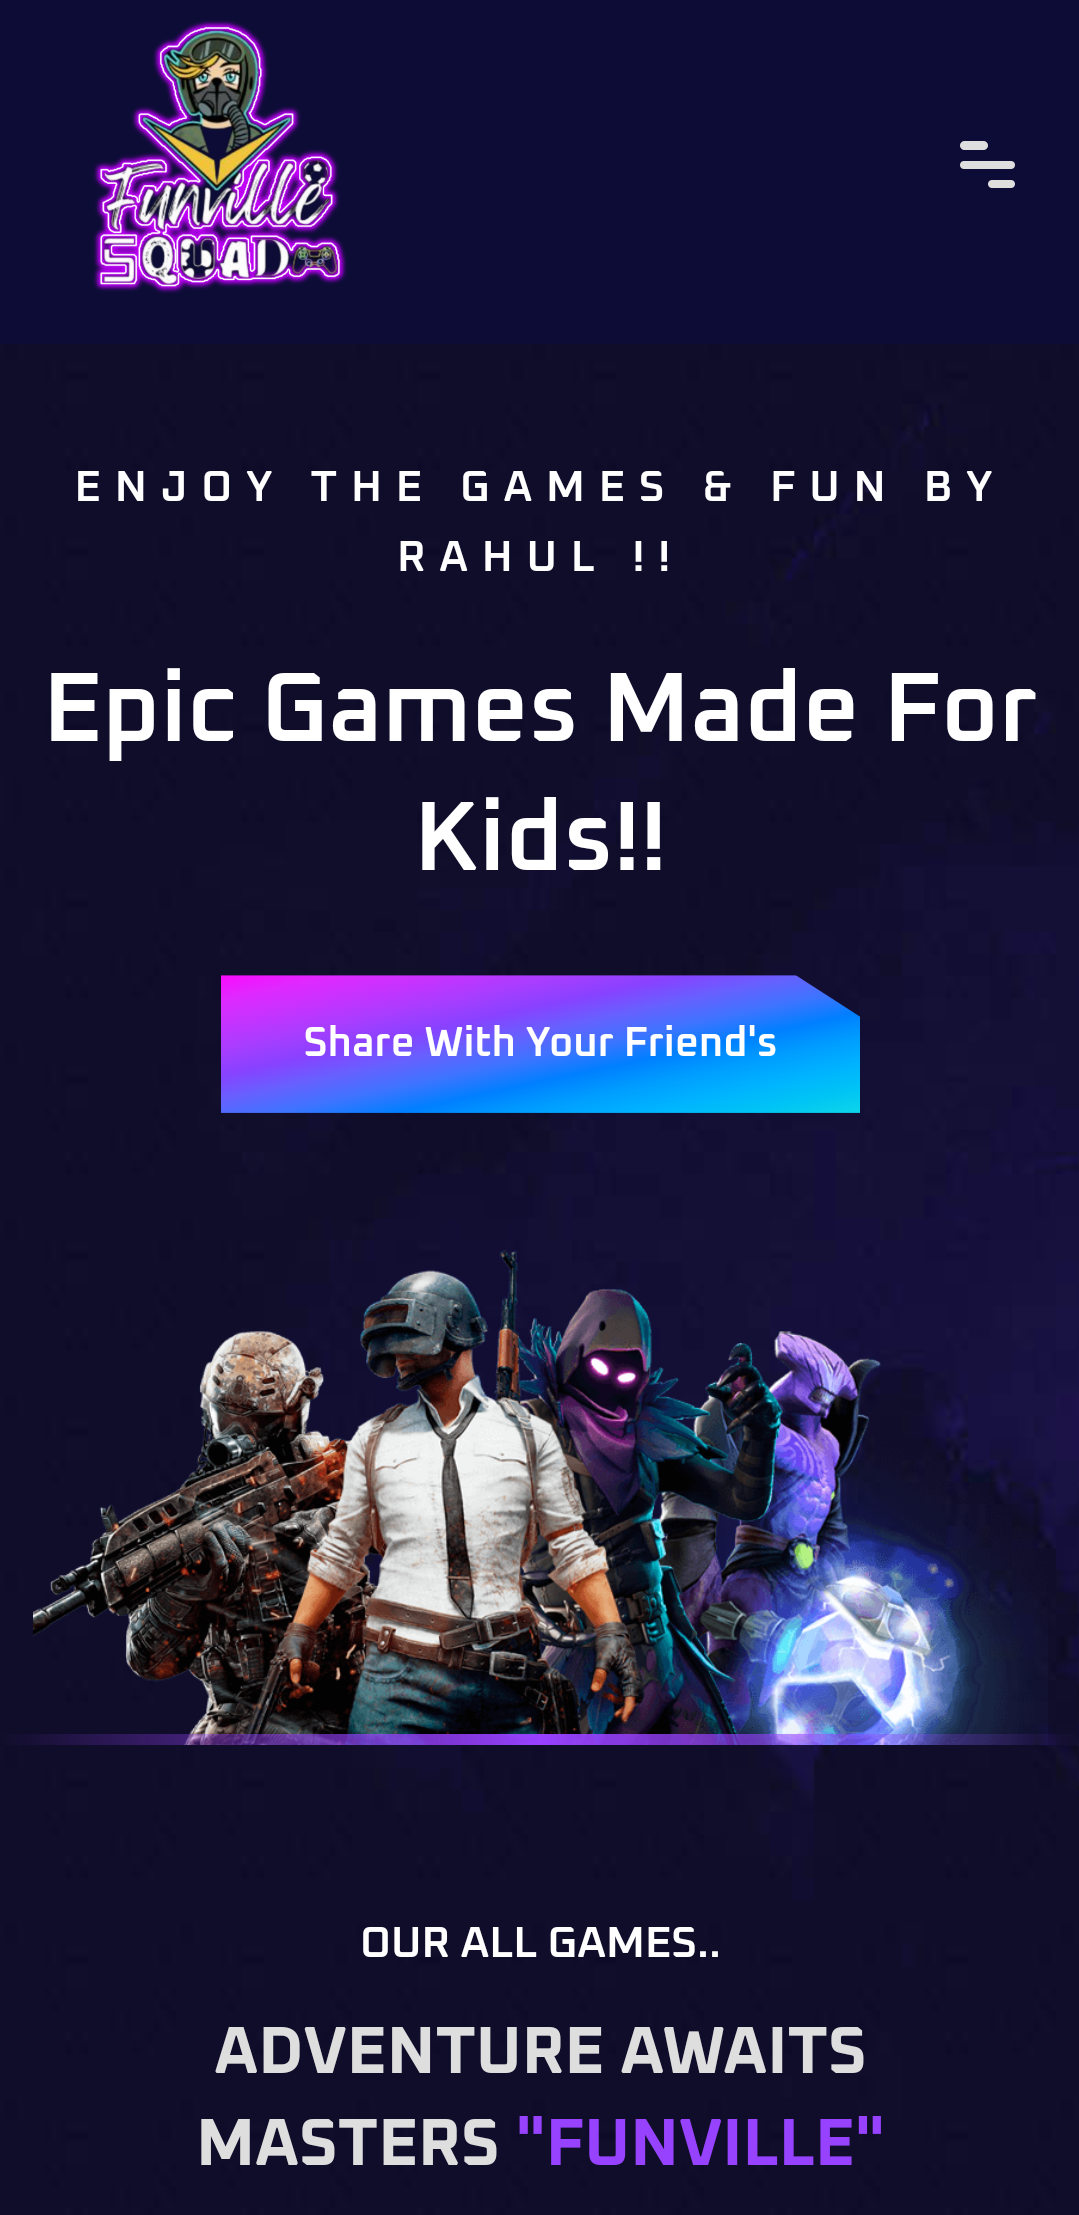 Funville
SQUAD
ENJOY THE GAMES & FUN BY
RAHUL !!
Epic Games Made For
Kids!!
Share With Your Friend's
OUR ALL GAMES..
ADVENTURE AWAITS
MASTERS "FUNVILLE"